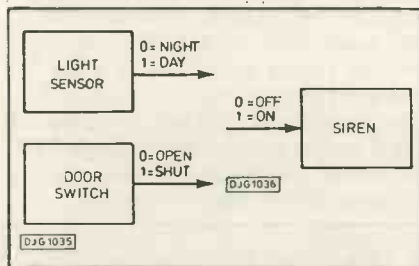 LIGHT
SENSOR
0=NIGHT
1=DAY
0=OFF
1=ON
SIREN
DOOR
SWITCH
0=OPEN
1=SHUT
DJG1036
DJG1035